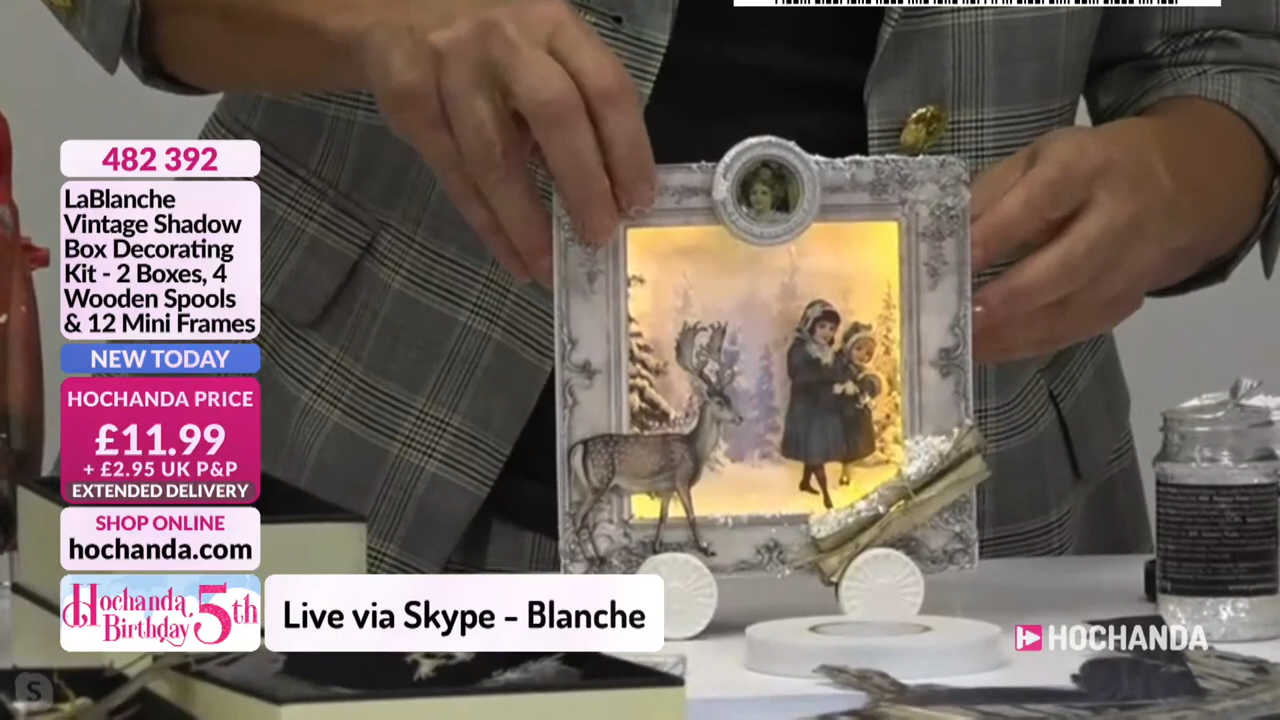 482 392
LaBlanche
Vintage Shadow
Box Decorating
Kit - 2 Boxes, 4
Wooden Spools
& 12 Mini Frames
NEW TODAY
HOCHANDA PRICE
£11.99
+ £2.95 UK P&P
EXTENDED DELIVERY
SHOP ONLINE
hochanda.com
Hochanda
Birthday 5th
Live via Skype - Blanche
HOCHANDA
S